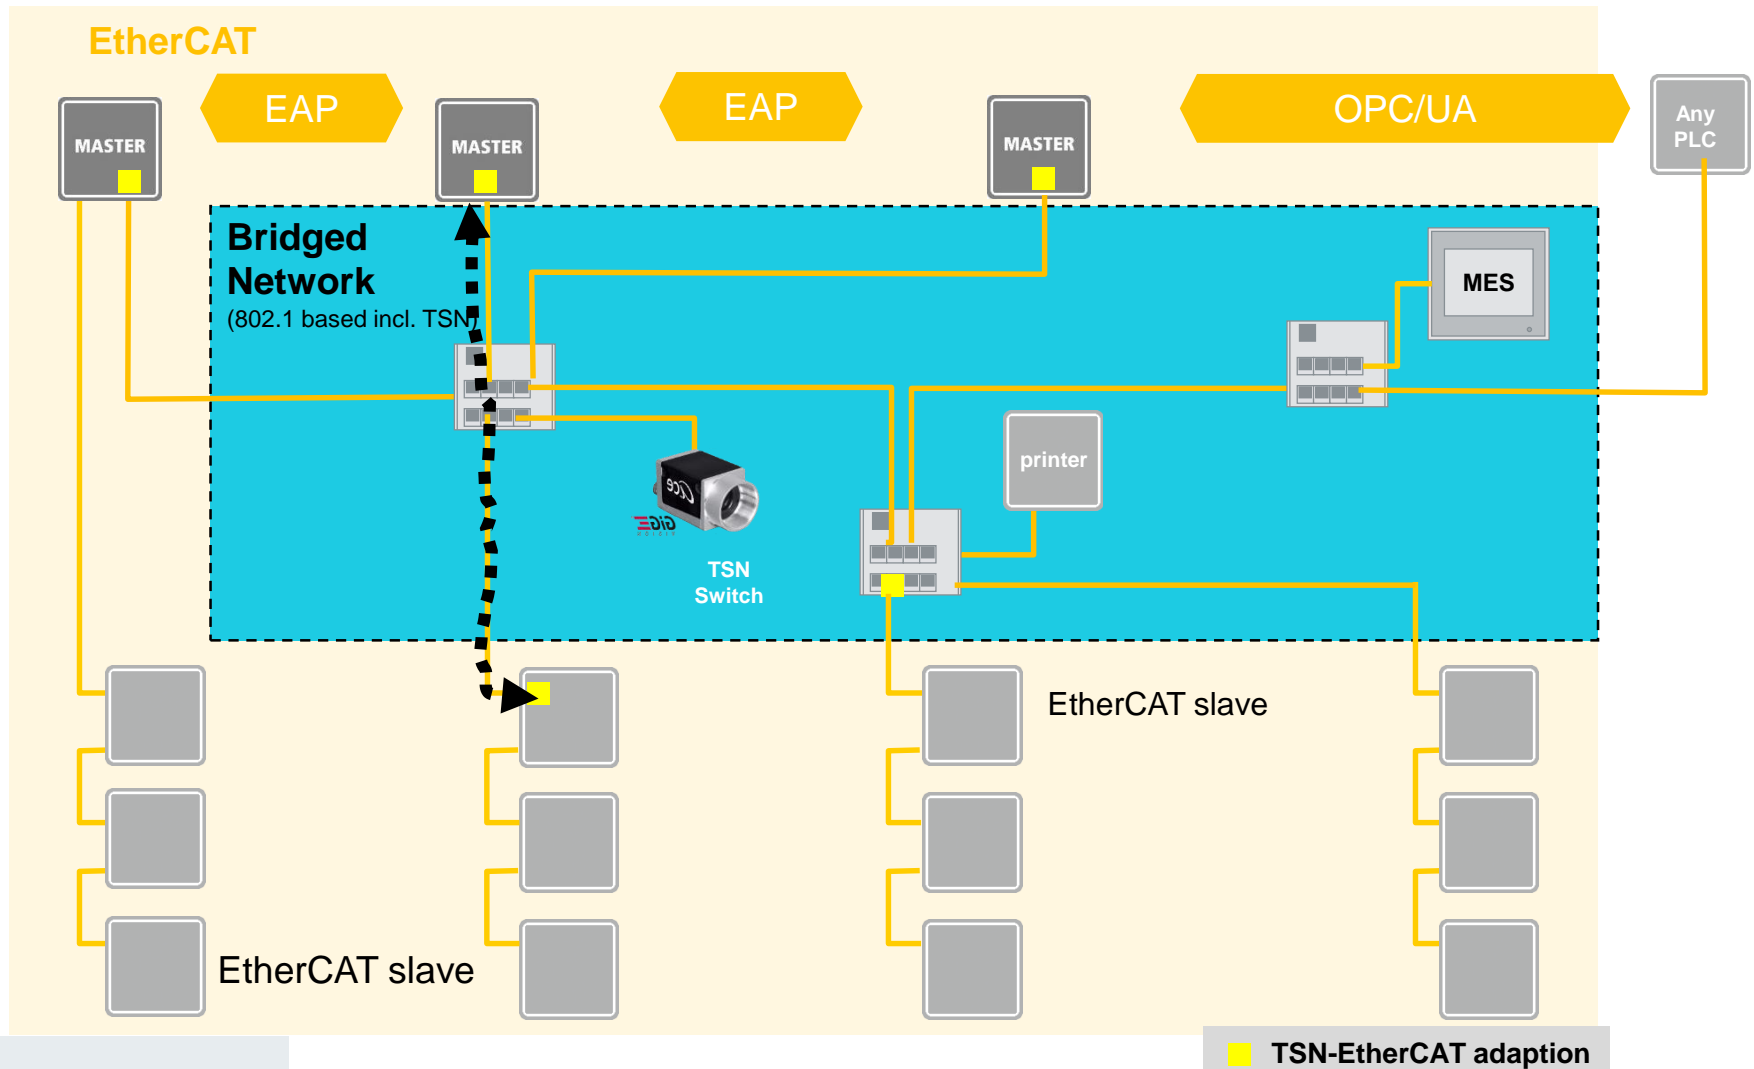 EtherCAT
EAP
EAP
OPC/UA
MASTER
MASTER
MASTER
Any
PLC
Bridged
Network
(802.1 based incl. TSN)
MES
printer
GiGE
TSN
Switch
EtherCAT slave
EtherCAT slave
TSN-EtherCAT adaption